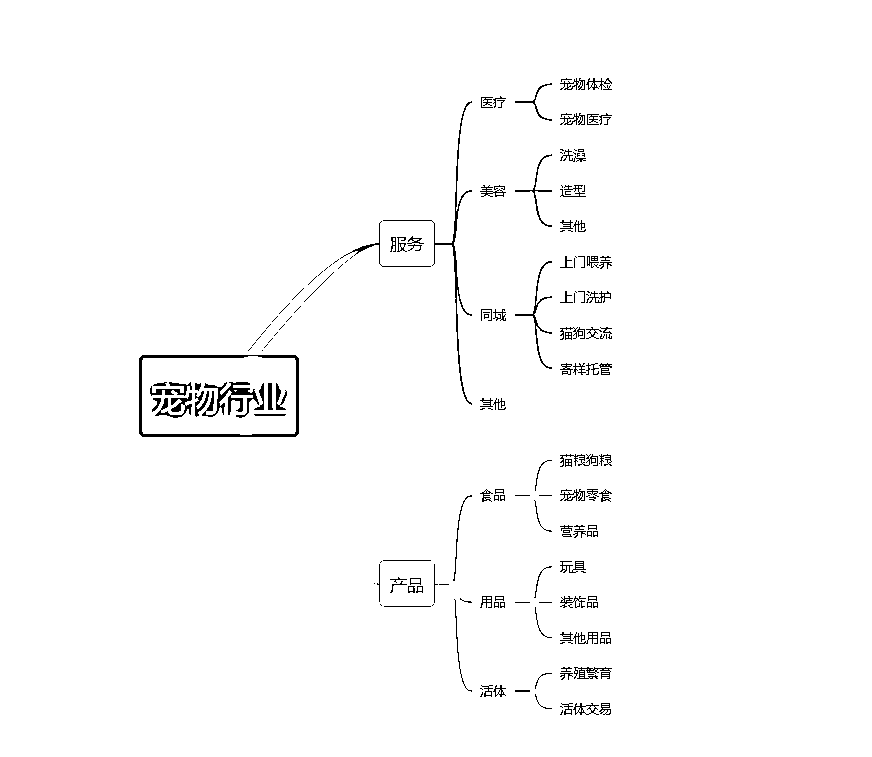 宠物行业
服务
医疗
宠物体检
宠物医疗
美容
洗澡
造型
其他
同城
上门喂养
上门洗护
猫狗交流
寄样托管
其他
产品
食品
猫粮狗粮
宠物零食
营养品
用品
玩具
装饰品
其他用品
活体
养殖繁育
活体交易